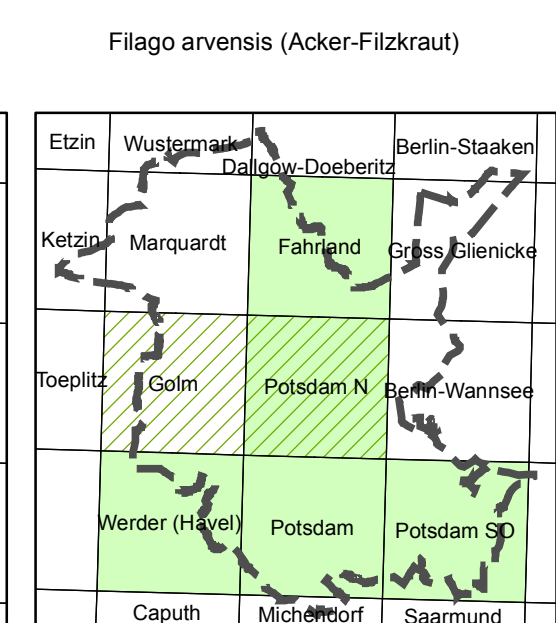 Filago arvensis (Acker-Filzkraut)
Etzin
Wustermark
Dallgow-Doeberitz
Berlin-Staaken
Ketzin
Marquardt
Fahrland
Gross Glienicke
Toeplitz
Golm
Potsdam N
Berlin-Wannsee
Werder (Havel)
Potsdam
Potsdam SO
Caputh
Michendorf
Saarmund